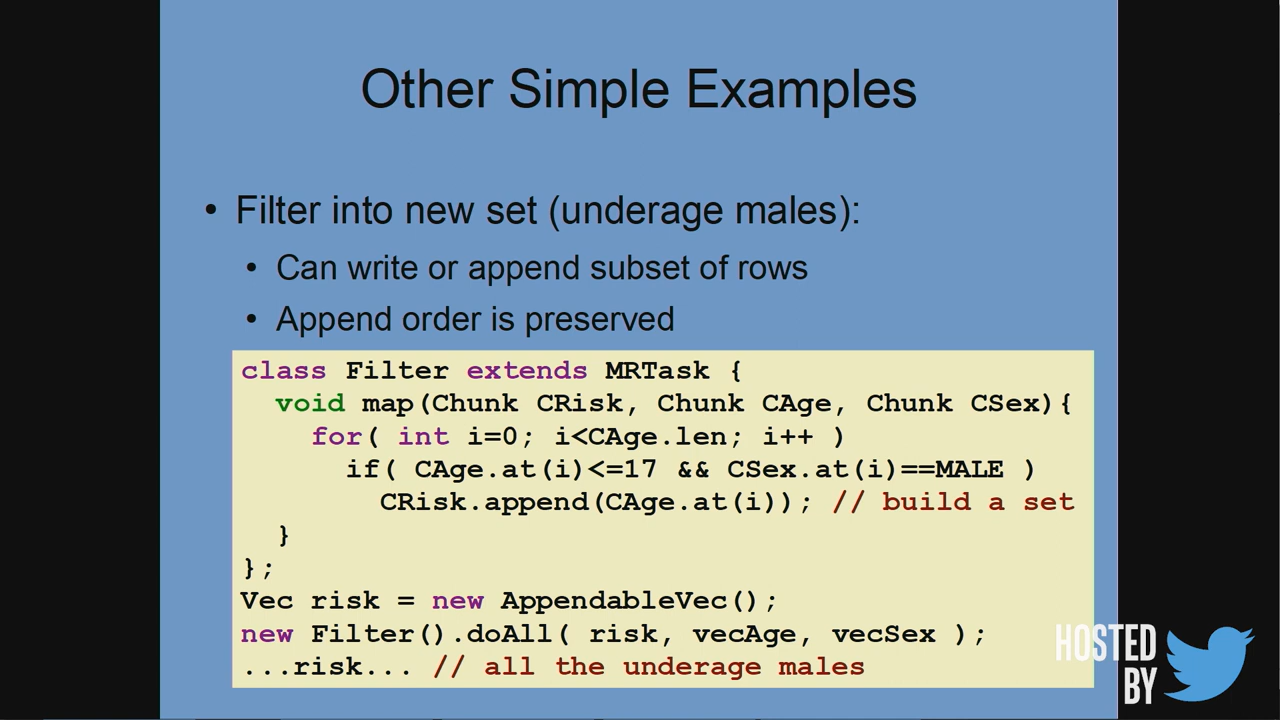 Other Simple Examples
• Filter into new set (underage males):
• Can write or append subset of rows
• Append order is preserved
class Filter extends MRTask {
void map(Chunk CRisk, Chunk CAge, Chunk CSex){
for( int i=0; i<CAge.len; i++ )
if( CAge.at(i)<=17 && CSex.at(i)==MALE )
CRisk.append(CAge.at(i)); // build a set
}
};
Vec risk = new AppendableVec();
new Filter().doAll( risk, vecAge, vecSex );
...risk... // all the underage males
HOSTED
BY